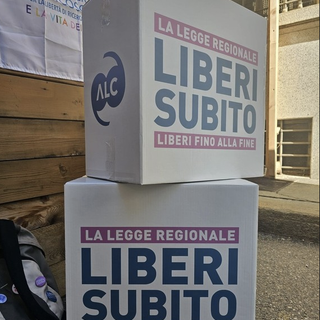 E LA VITA DE
ALC
LA LEGGE REGIONALE
LIBERI
SUBITO
LIBERI FINO ALLA FINE
LA LEGGE REGIONALE
LIBERI
SUBITO